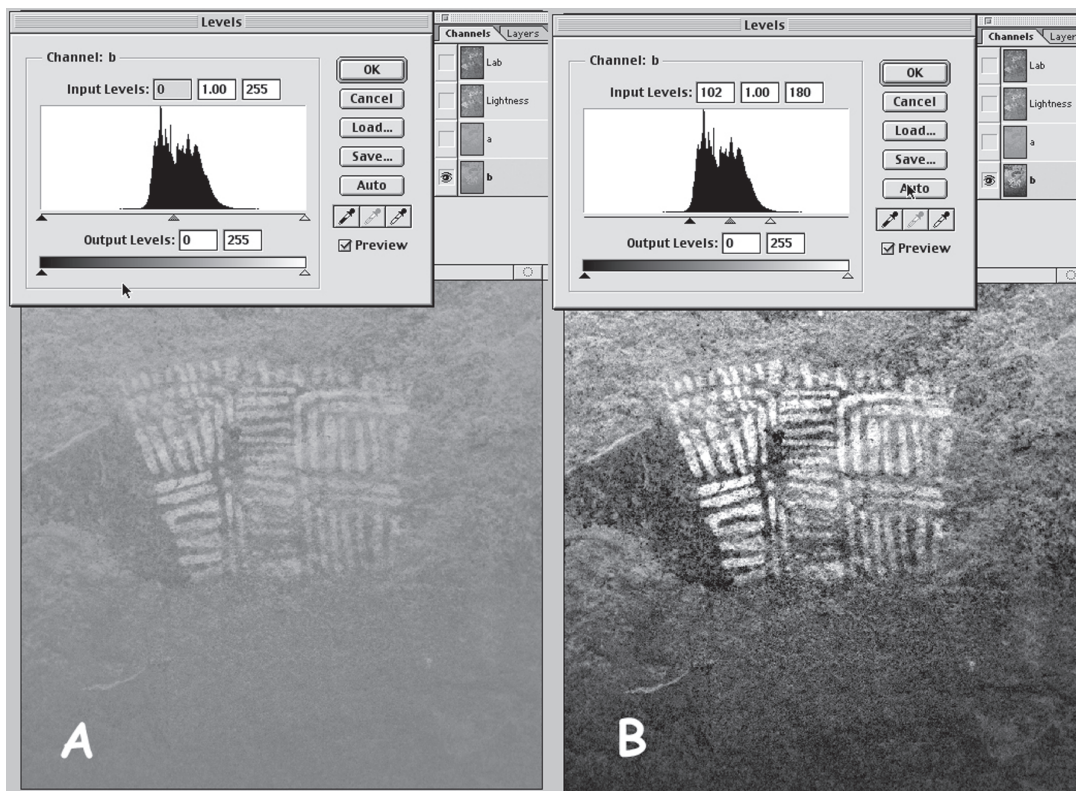 Levels
Channel: b
Input Levels: 0 1.00 255
Output Levels: 0 255
OK
Cancel
Load...
Save...
Auto
Preview
Channels Layers
Lab
Lightness
a
b
A
Levels
Channel: b
Input Levels: 102 1.00 180
Output Levels: 0 255
OK
Cancel
Load...
Save...
Auto
Preview
Channels Layer
Lab
Lightness
a
b
B